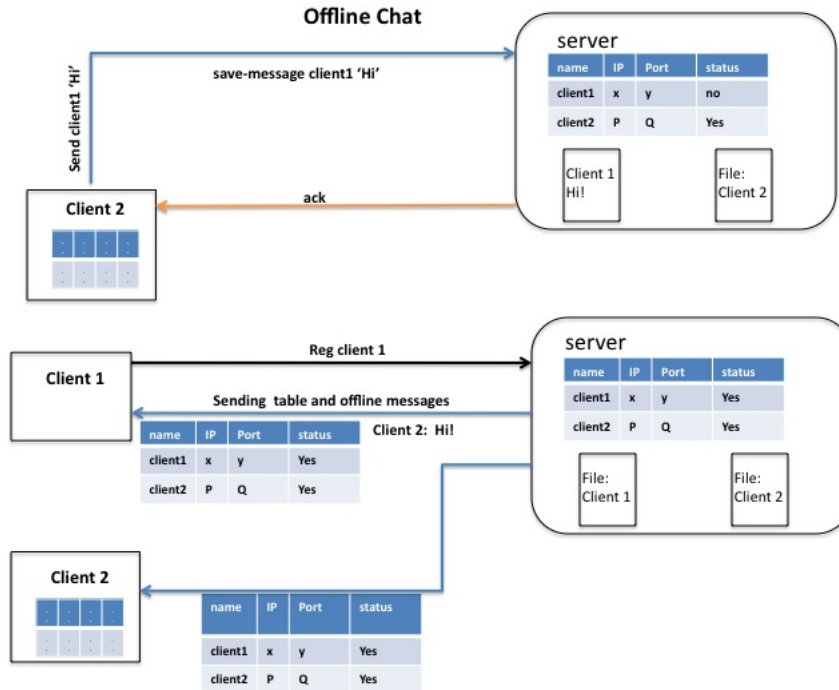 Offline Chat
Send client1 'Hi'
save-message client1 'Hi'
server
name IP Port status
client1 x y no
client2 P Q Yes
Client 1
Hi!
File:
Client 2
ack
Client 2
: : : :
: : : :
Reg client 1
Client 1
Sending table and offline messages
Client 2: Hi!
name IP Port status
client1 x y Yes
client2 P Q Yes
server
name IP Port status
client1 x y Yes
client2 P Q Yes
File:
Client 1
File:
Client 2
Client 2
: : : :
: : : :
name IP Port status
client1 x y Yes
client2 P Q Yes